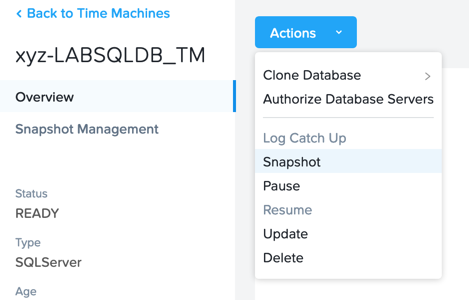 Back to Time Machines
xyz-LABSQLDB_TM
Overview
Snapshot Management
Status
READY
Type
SQLServer
Age
Actions
Clone Database
Authorize Database Servers
Log Catch Up
Snapshot
Pause
Resume
Update
Delete